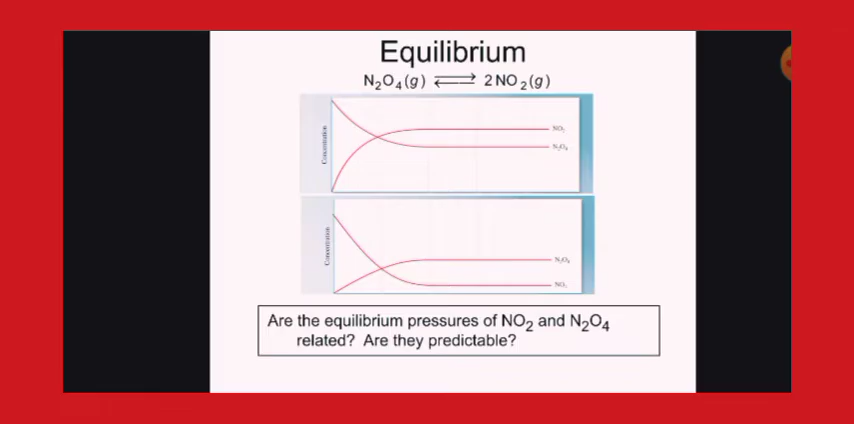 Equilibrium
N₂O₄(g) ⇌ 2 NO₂(g)
Concentration
NO₂
N₂O₄
Concentration
N₂O₄
NO₂
Are the equilibrium pressures of NO₂ and N₂O₄
related? Are they predictable?